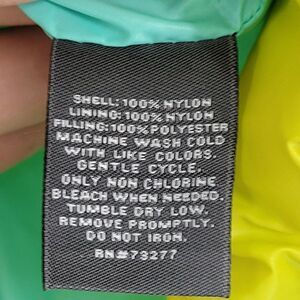 SHELL: 100% NYLON
LINING: 100% NYLON
FILLING: 100% POLYESTER
MACHINE WASH COLD
WITH LIKE COLORS.
GENTLE CYCLE.
ONLY NON CHLORINE
BLEACH WHEN NEEDED.
TUMBLE DRY LOW.
REMOVE PROMPTLY.
DO NOT IRON.
RN#73277